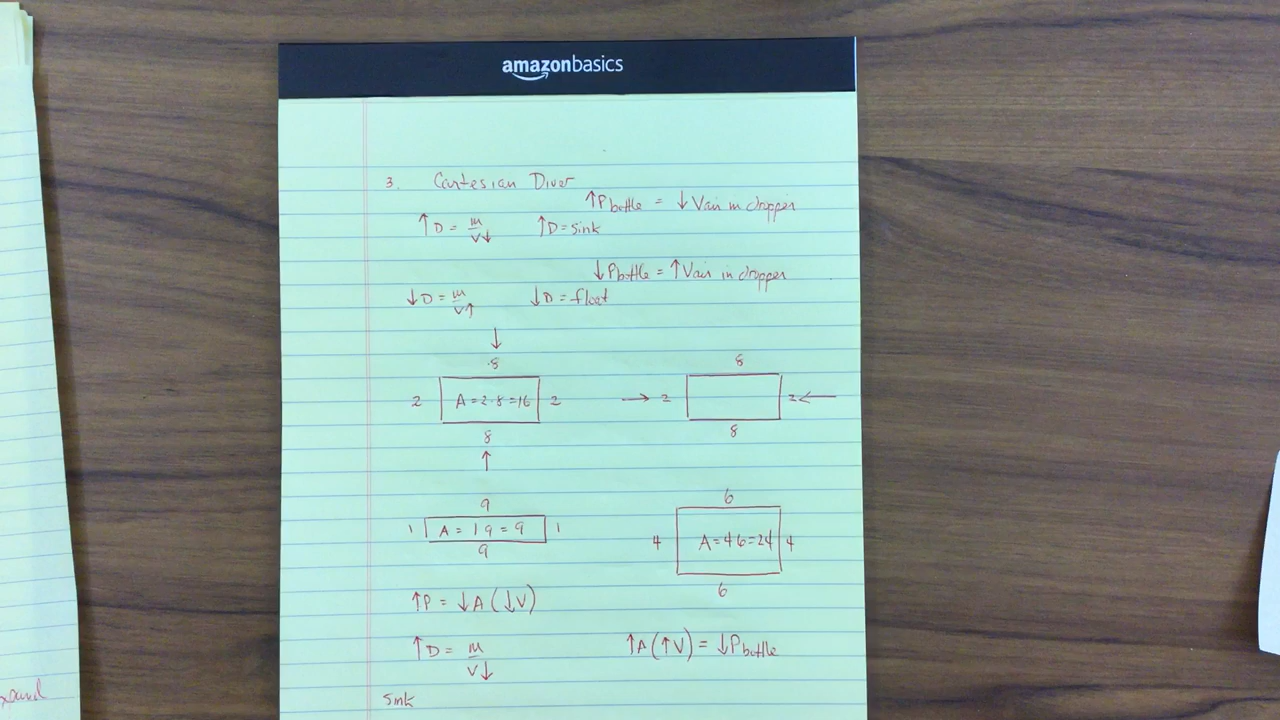 amazonbasics
3. Cartesian Diver
↑P bottle = ↓ Vair in dropper
↑D = m/V↓ ↑D = sink
↓P bottle = ↑ Vair in dropper
↓D = m/V↑ ↓D = float
↓
8 8
2 A = 2·8 = 16 2 → 2 2 ←
8 8
↑
9 6
1 A = 1 9 = 9 1 4 A = 4 6 = 24 4
9 6
↑P = ↓A (↓V)
↑D = m/V↓ ↑A (↑V) = ↓P bottle
Sink